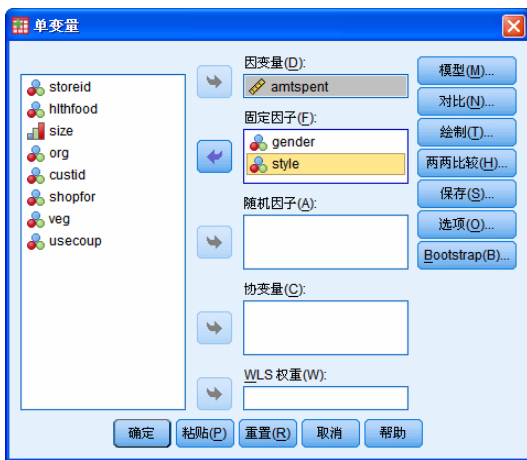 单变量
storeid
hlthfood
size
org
custid
shopfor
veg
usecoup
因变量(D):
amtspent
固定因子(F):
gender
style
随机因子(A):
协变量(C):
WLS 权重(W):
模型(M)...
对比(N)...
绘制(T)...
两两比较(H)...
保存(S)...
选项(O)...
Bootstrap(B)...
确定
粘贴(P)
重置(R)
取消
帮助